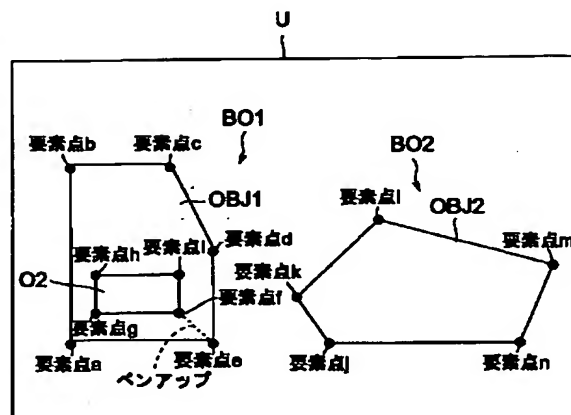 U
要素点b 要素点c BO1
BO2
OBJ1 要素点l OBJ2
要素点h 要素点i 要素点d 要素点m
O2 要素点k
要素点f
要素点g
要素点a 要素点e 要素点j 要素点n
ペンアップ